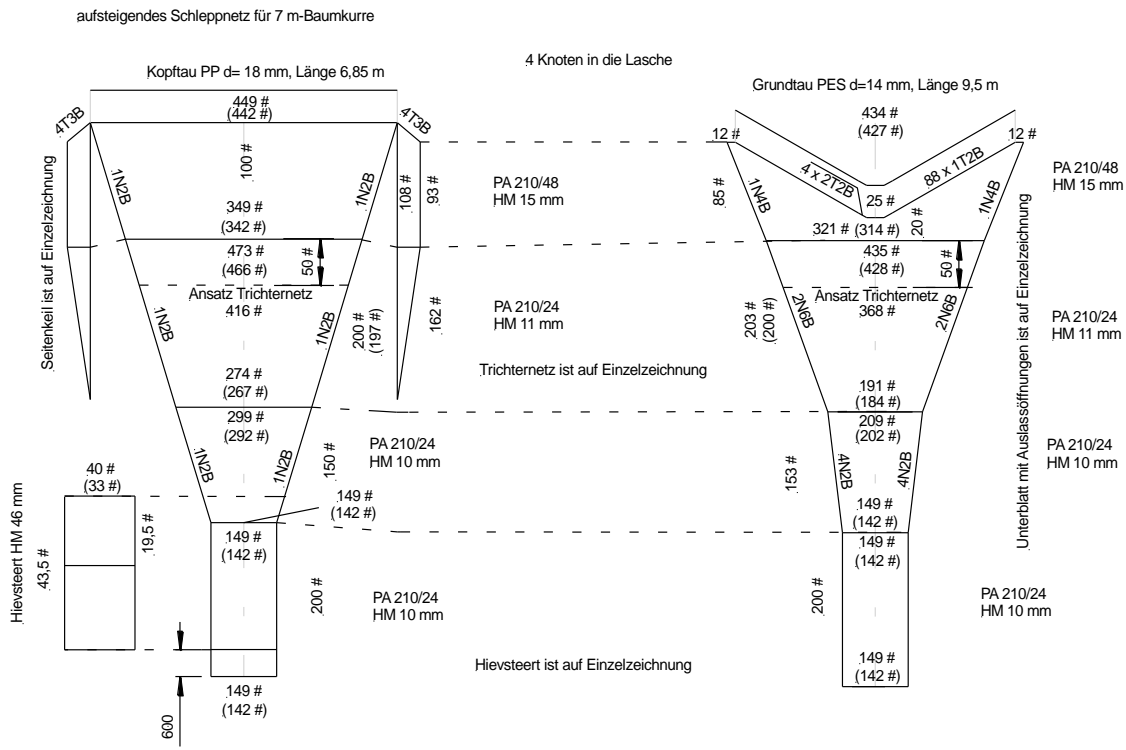 aufsteigendes Schleppnetz für 7 m-Baumkurre
4 Knoten in die Lasche
Kopftau PP d= 18 mm, Länge 6,85 m
449 #
(442 #)
4T3B
4T3B
100 #
1N2B
1N2B
108 #
93 #
349 #
(342 #)
473 #
(466 #)
50 #
Ansatz Trichternetz
416 #
1N2B
1N2B
200 #
(197 #)
162 #
274 #
(267 #)
299 #
(292 #)
1N2B
1N2B
150 #
149 #
(142 #)
149 #
(142 #)
200 #
149 #
(142 #)
600
Seitenkeil ist auf Einzelzeichnung
40 #
(33 #)
19,5 #
43,5 #
Hievsteert HM 46 mm
PA 210/48
HM 15 mm
PA 210/24
HM 11 mm
Trichternetz ist auf Einzelzeichnung
PA 210/24
HM 10 mm
PA 210/24
HM 10 mm
Hievsteert ist auf Einzelzeichnung
Grundtau PES d=14 mm, Länge 9,5 m
434 #
(427 #)
12 #
12 #
4 x 2T2B
88 x 1T2B
25 #
20 #
85 #
1N4B
1N4B
321 # (314 #)
435 #
(428 #)
50 #
Ansatz Trichternetz
368 #
203 #
(200 #)
2N6B
2N6B
191 #
(184 #)
209 #
(202 #)
153 #
4N2B
4N2B
149 #
(142 #)
149 #
(142 #)
200 #
149 #
(142 #)
PA 210/48
HM 15 mm
PA 210/24
HM 11 mm
PA 210/24
HM 10 mm
PA 210/24
HM 10 mm
Unterblatt mit Auslassöffnungen ist auf Einzelzeichnung